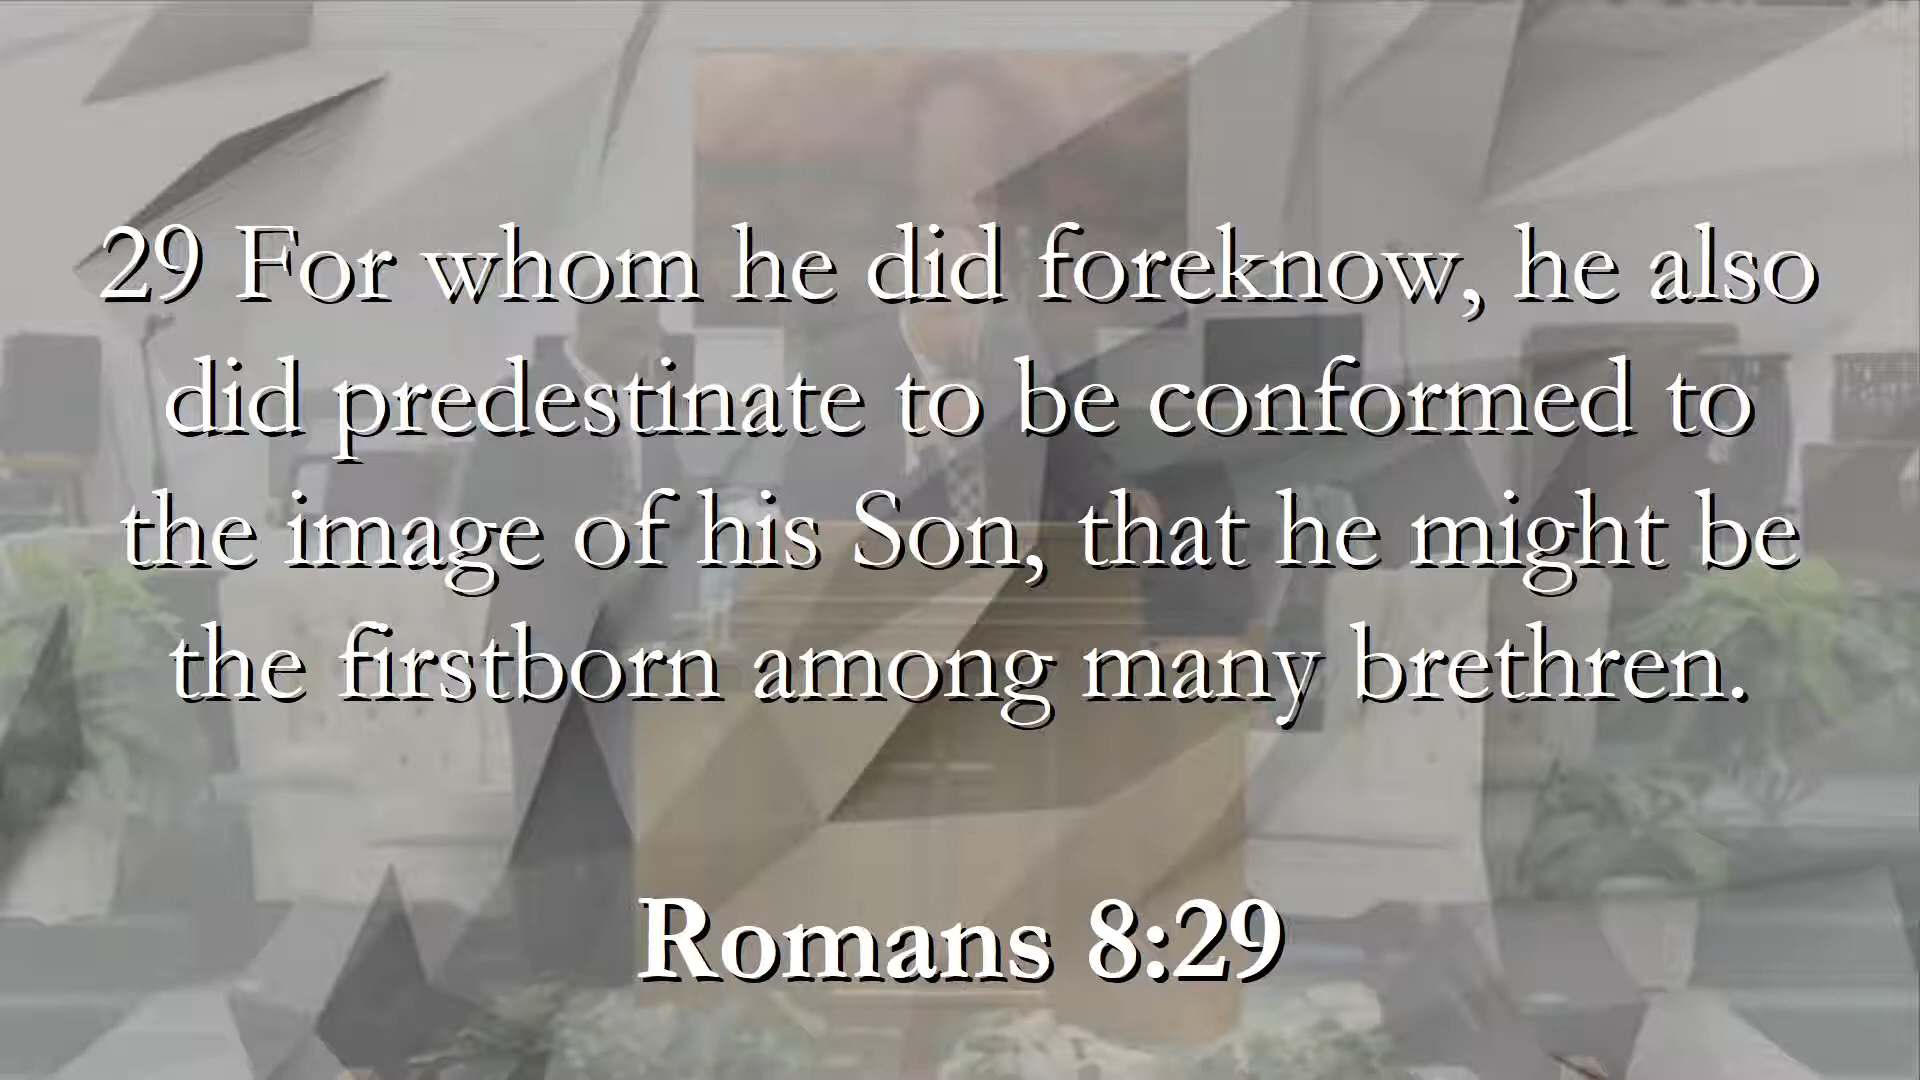 29 For whom he did foreknow, he also
did predestinate to be conformed to
the image of his Son, that he might be
the firstborn among many brethren.
Romans 8:29